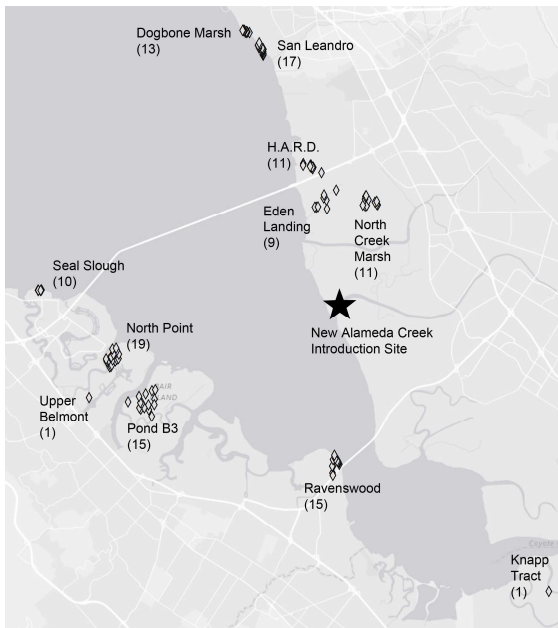 Dogbone Marsh
(13)
San Leandro
(17)
H.A.R.D.
(11)
Eden
Landing
(9)
North
Creek
Marsh
(11)
Seal Slough
(10)
New Alameda Creek
Introduction Site
North Point
(19)
Upper
Belmont
(1)
Pond B3
(15)
Ravenswood
(15)
Knapp
Tract
(1)